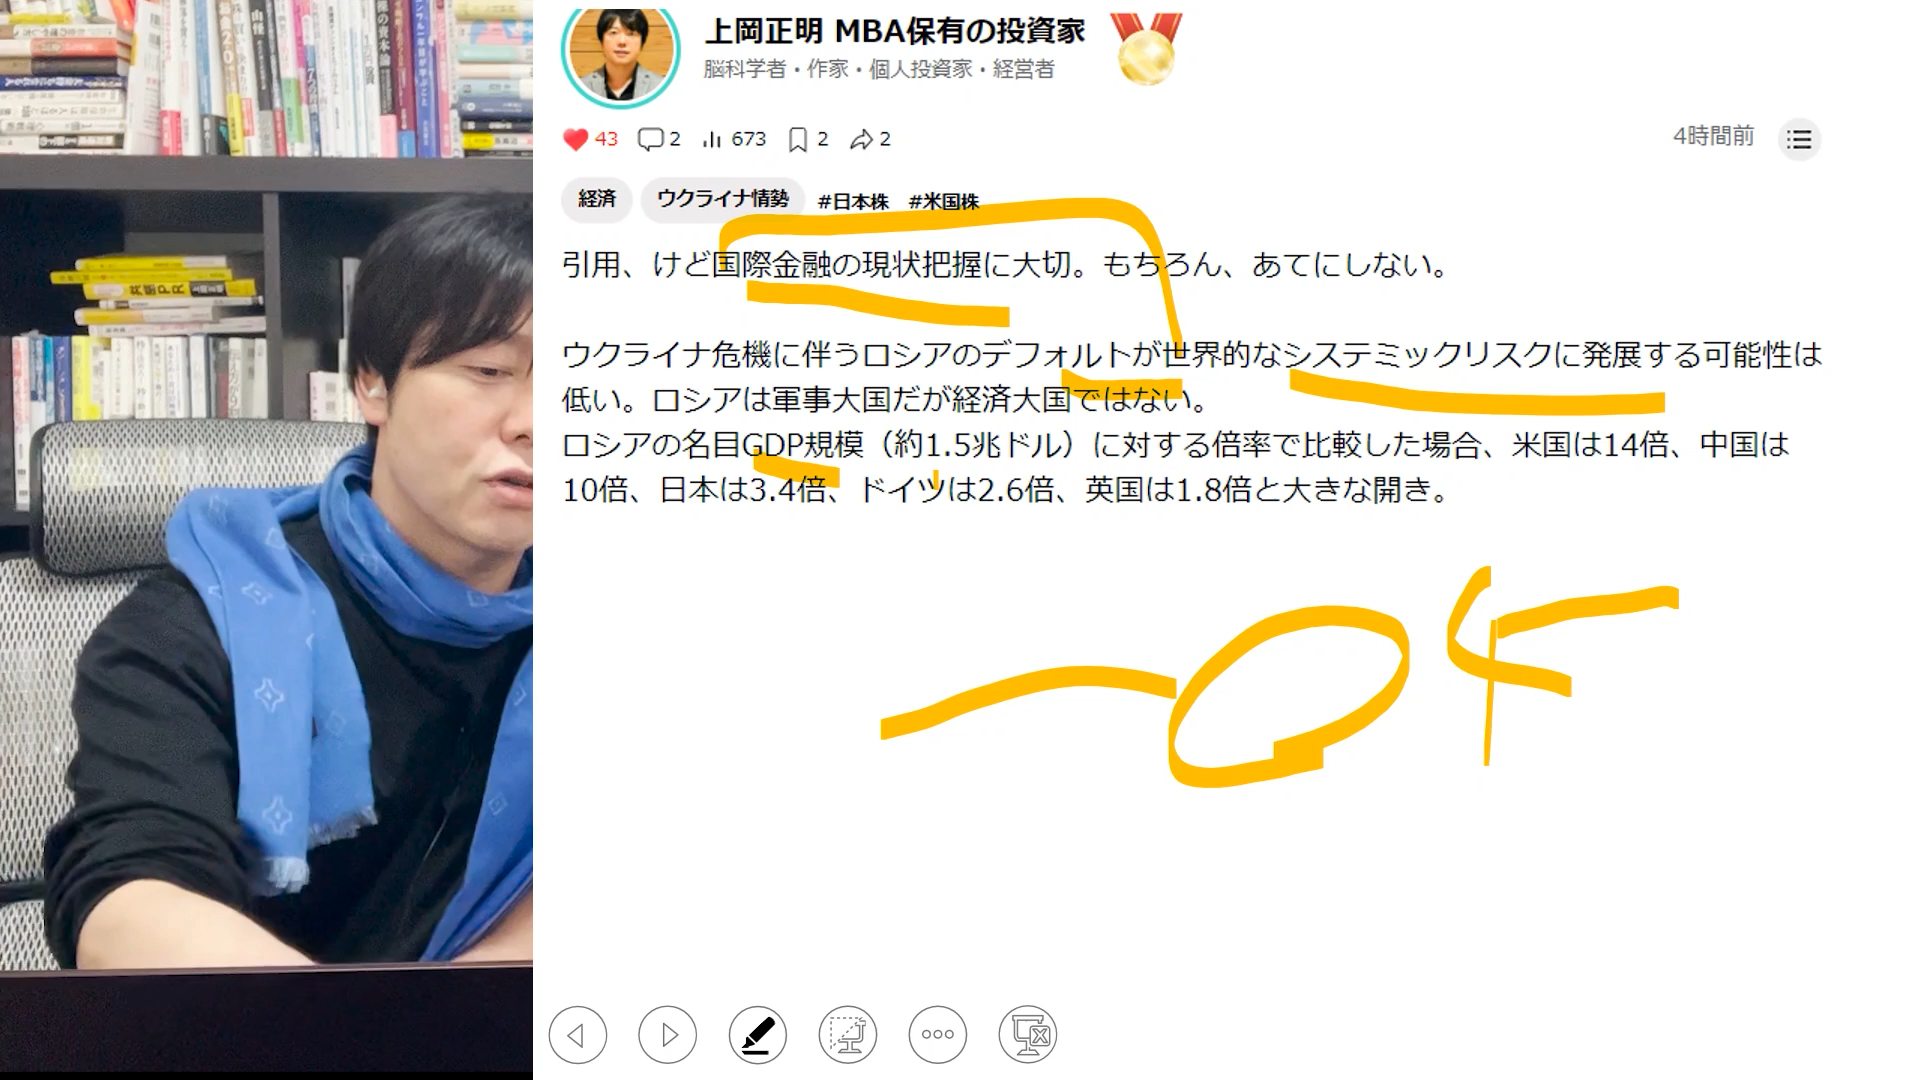 上岡正明 MBA保有の投資家
脳科学者・作家・個人投資家・経営者
43 2 673 2 2
4時間前
経済 ウクライナ情勢 #日本株 #米国株
引用、けど国際金融の現状把握に大切。もちろん、あてにしない。
ウクライナ危機に伴うロシアのデフォルトが世界的なシステミックリスクに発展する可能性は
低い。ロシアは軍事大国だが経済大国ではない。
ロシアの名目GDP規模（約1.5兆ドル）に対する倍率で比較した場合、米国は14倍、中国は
10倍、日本は3.4倍、ドイツは2.6倍、英国は1.8倍と大きな開き。